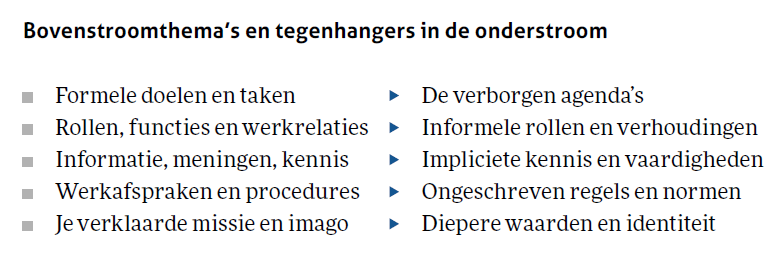 Bovenstroomthema's en tegenhangers in de onderstroom
Formele doelen en taken ▶ De verborgen agenda's
Rollen, functies en werkrelaties ▶ Informele rollen en verhoudingen
Informatie, meningen, kennis ▶ Impliciete kennis en vaardigheden
Werkafspraken en procedures ▶ Ongeschreven regels en normen
Je verklaarde missie en imago ▶ Diepere waarden en identiteit